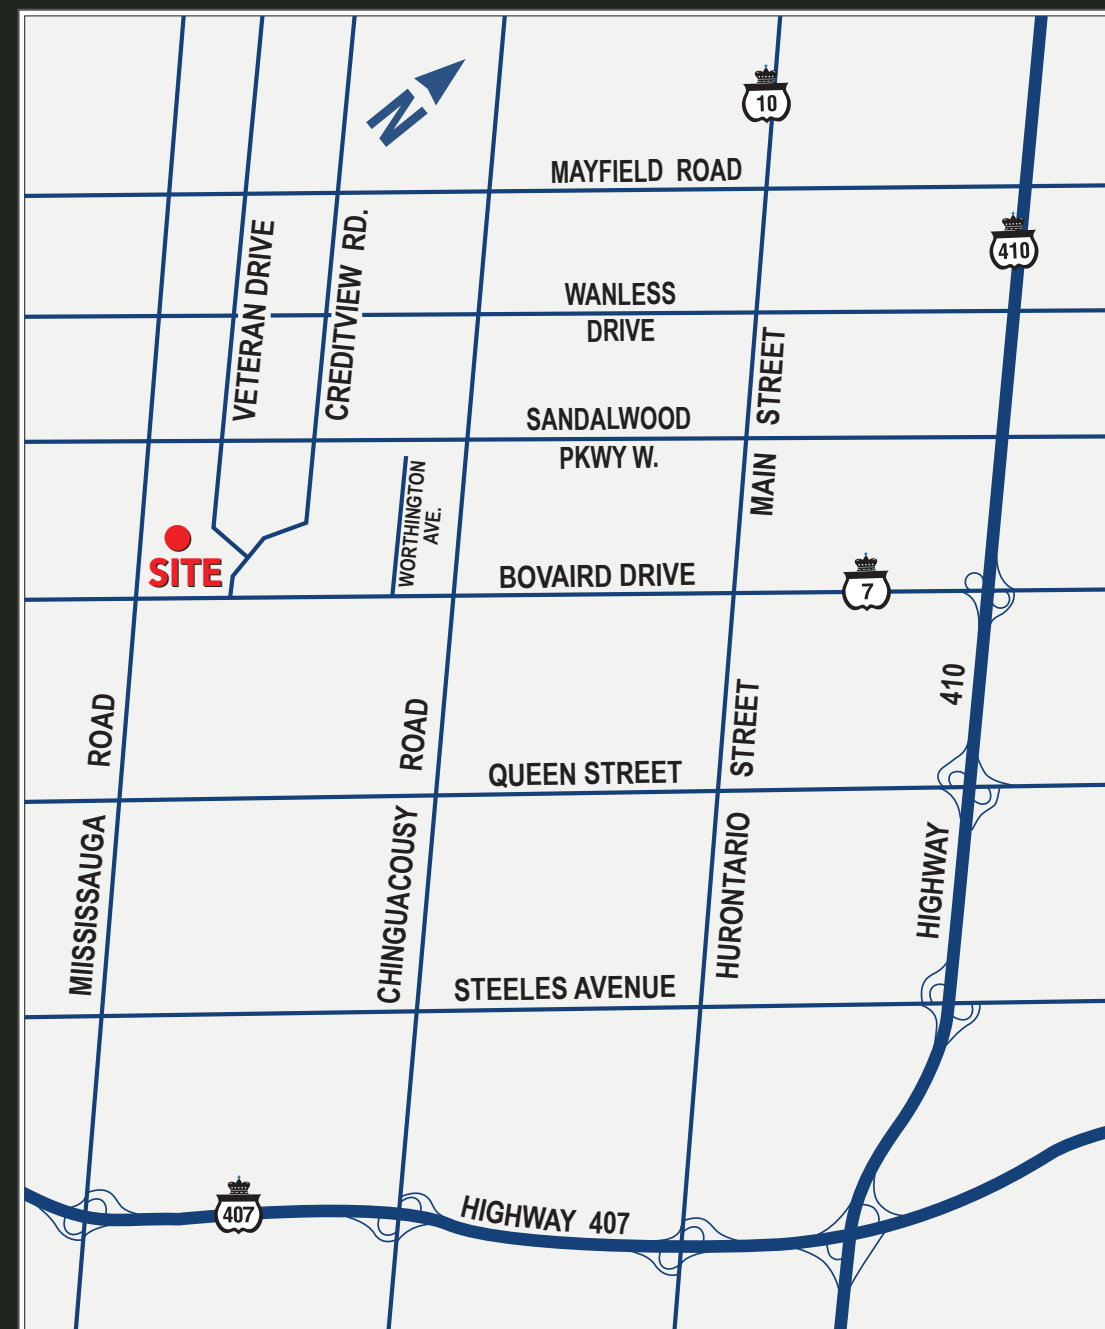 N
10
MAYFIELD ROAD
410
VETERAN DRIVE
CREDITVIEW RD.
WANLESS
DRIVE
MAIN STREET
SANDALWOOD
PKWY W.
WORTHINGTON
AVE.
SITE
BOVAIRD DRIVE
7
MIISSISSAUGA ROAD
CHINGUACOUSY ROAD
QUEEN STREET
HURONTARIO STREET
HIGHWAY 410
STEELES AVENUE
407
HIGHWAY 407